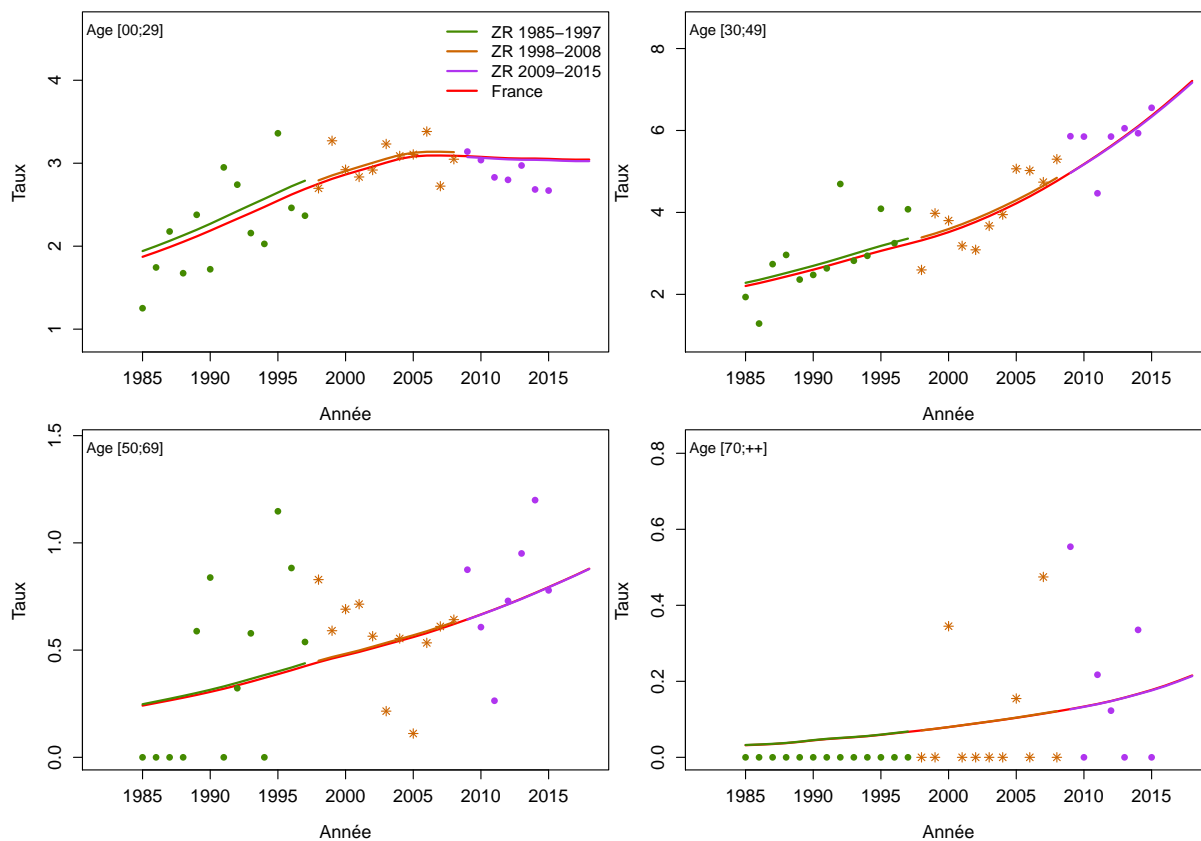 Age [00;29]
ZR 1985−1997
ZR 1998−2008
ZR 2009−2015
France
Taux
1 2 3 4
1985 1990 1995 2000 2005 2010 2015
Année
Age [30;49]
Taux
2 4 6 8
1985 1990 1995 2000 2005 2010 2015
Année
Age [50;69]
Taux
0.0 0.5 1.0 1.5
1985 1990 1995 2000 2005 2010 2015
Année
Age [70;++]
Taux
0.0 0.2 0.4 0.6 0.8
1985 1990 1995 2000 2005 2010 2015
Année